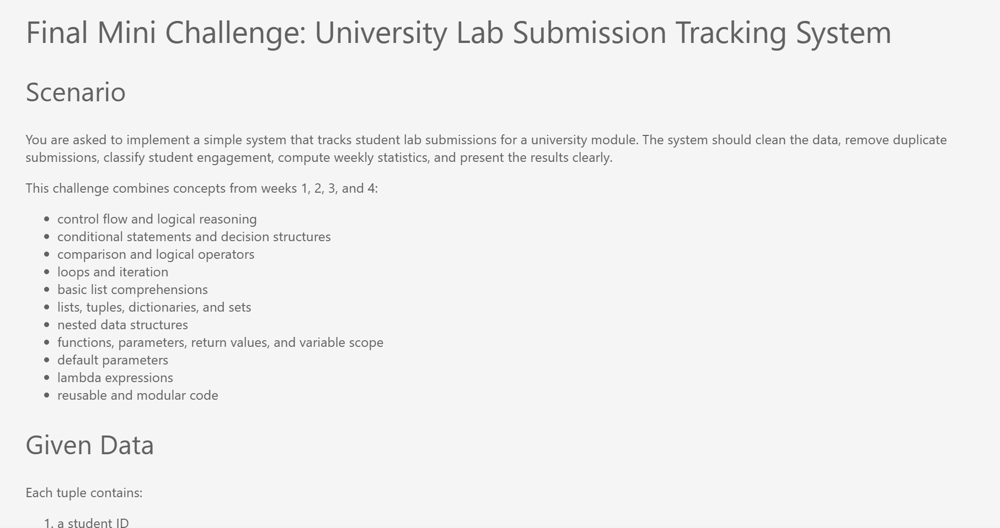 Final Mini Challenge: University Lab Submission Tracking System
Scenario
You are asked to implement a simple system that tracks student lab submissions for a university module. The system should clean the data, remove duplicate
submissions, classify student engagement, compute weekly statistics, and present the results clearly.
This challenge combines concepts from weeks 1, 2, 3, and 4:
• control flow and logical reasoning
• conditional statements and decision structures
• comparison and logical operators
• loops and iteration
• basic list comprehensions
• lists, tuples, dictionaries, and sets
• nested data structures
• functions, parameters, return values, and variable scope
• default parameters
• lambda expressions
• reusable and modular code
Given Data
Each tuple contains:
1. a student ID